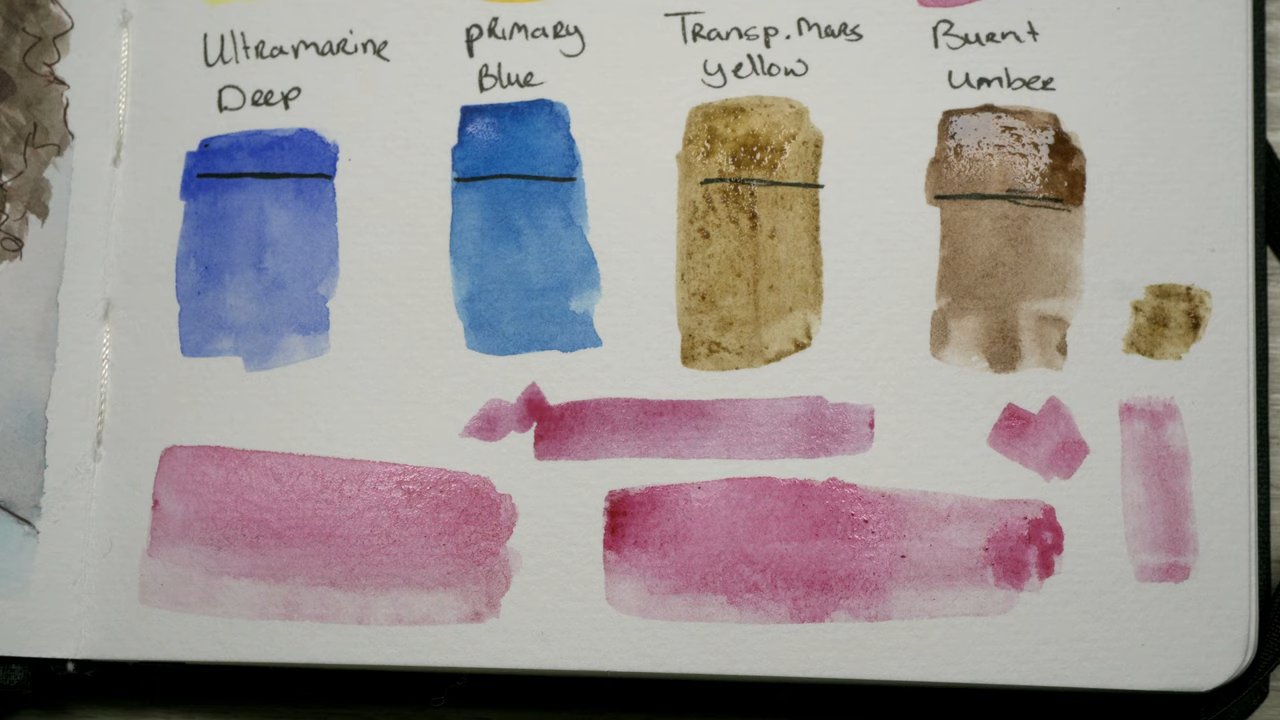 Ultramarine
Deep
primary
Blue
Transp. Mars
yellow
Burnt
umber